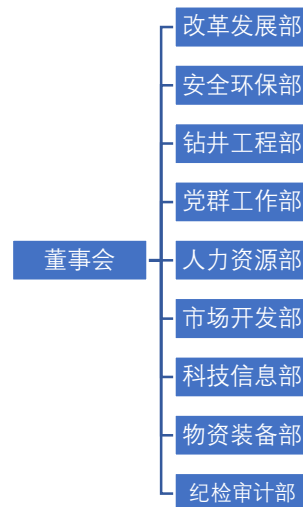 改革发展部
安全环保部
钻井工程部
党群工作部
董事会
人力资源部
市场开发部
科技信息部
物资装备部
纪检审计部